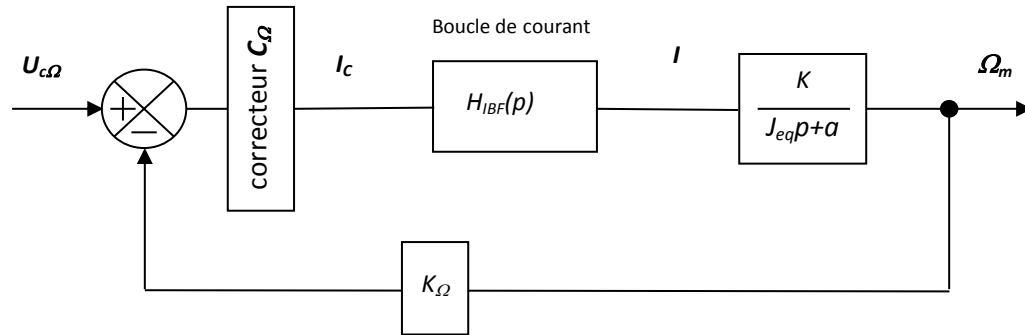 Boucle de courant
U_cΩ
+
−
correcteur C_Ω
I_C
H_IBF(p)
I
K
J_eq p+a
Ω_m
K_Ω